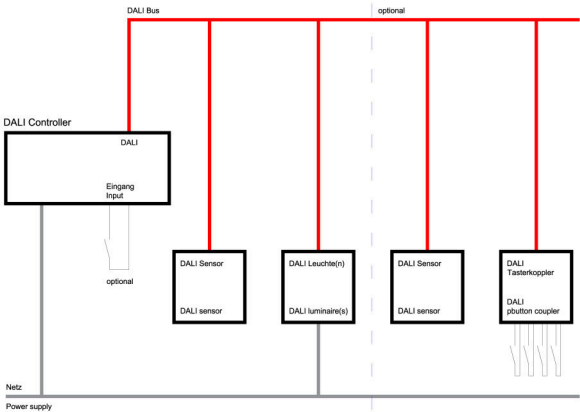 DALI Bus
optional
DALI Controller
DALI
Eingang
Input
optional
DALI Sensor
DALI sensor
DALI Leuchte(n)
DALI luminaire(s)
DALI Sensor
DALI sensor
DALI
Tasterkoppler
DALI
pbutton coupler
Netz
Power supply